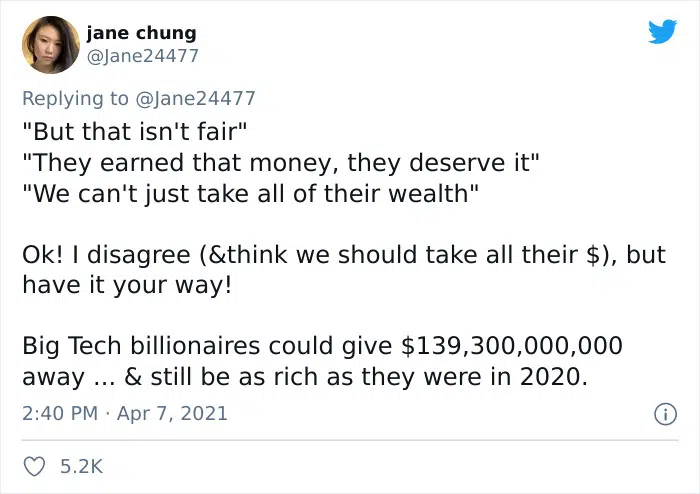 jane chung
@Jane24477
Replying to @Jane24477
"But that isn't fair"
"They earned that money, they deserve it"
"We can't just take all of their wealth"
Ok! I disagree (&think we should take all their $), but
have it your way!
Big Tech billionaires could give $139,300,000,000
away ... & still be as rich as they were in 2020.
2:40 PM · Apr 7, 2021
5.2K